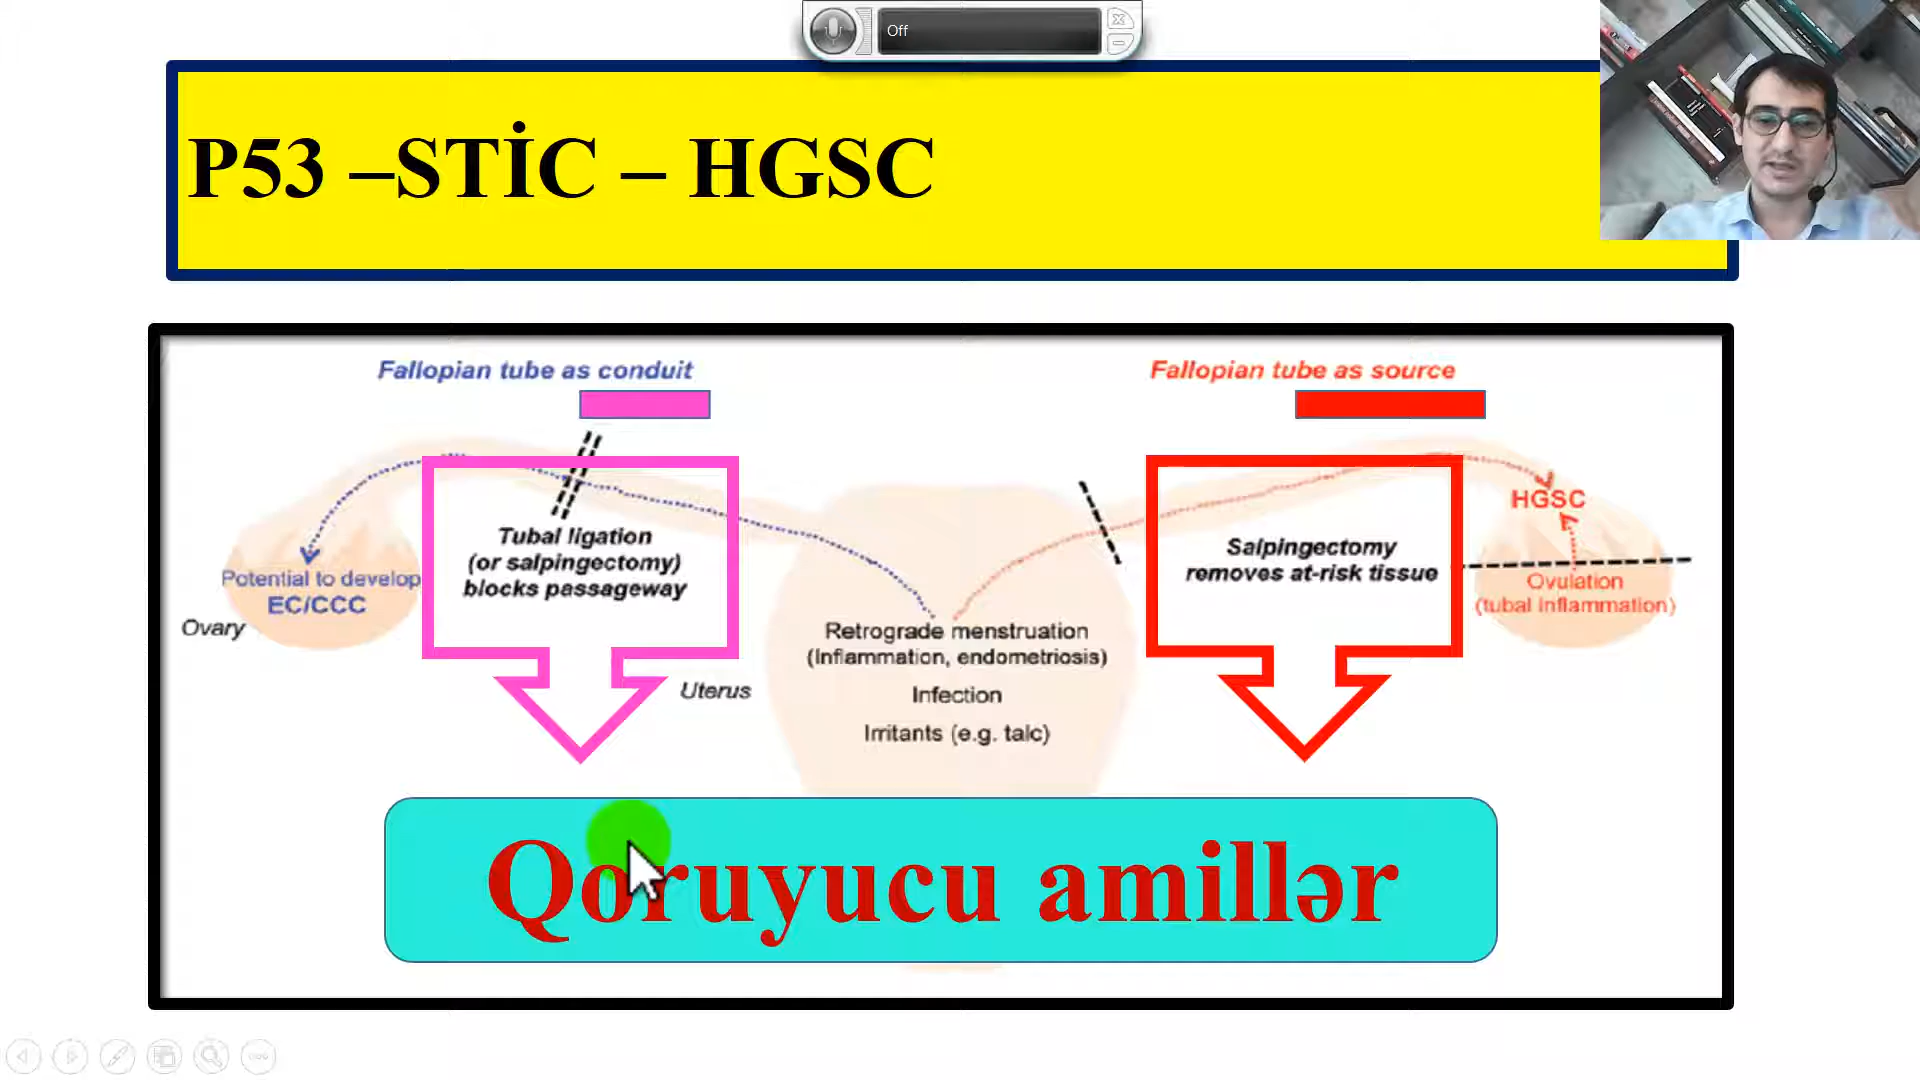 Off
P53 –STİC – HGSC
Fallopian tube as conduit
Fallopian tube as source
Tubal ligation
(or salpingectomy)
blocks passageway
Salpingectomy
removes at-risk tissue
HGSC
Ovulation
(tubal inflammation)
Potential to develop
EC/CCC
Ovary
Uterus
Retrograde menstruation
(Inflammation, endometriosis)
Infection
Irritants (e.g. talc)
Qoruyucu amillər